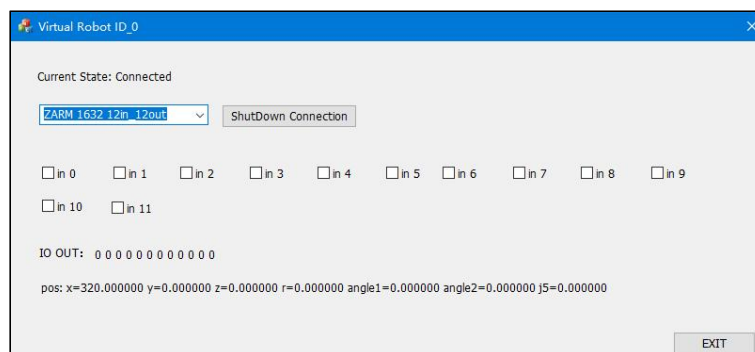 Virtual Robot ID_0
Current State: Connected
ZARM 1632 12in_12out ShutDown Connection
in 0 in 1 in 2 in 3 in 4 in 5 in 6 in 7 in 8 in 9
in 10 in 11
IO OUT: 0 0 0 0 0 0 0 0 0 0 0 0
pos: x=320.000000 y=0.000000 z=0.000000 r=0.000000 angle1=0.000000 angle2=0.000000 j5=0.000000
EXIT